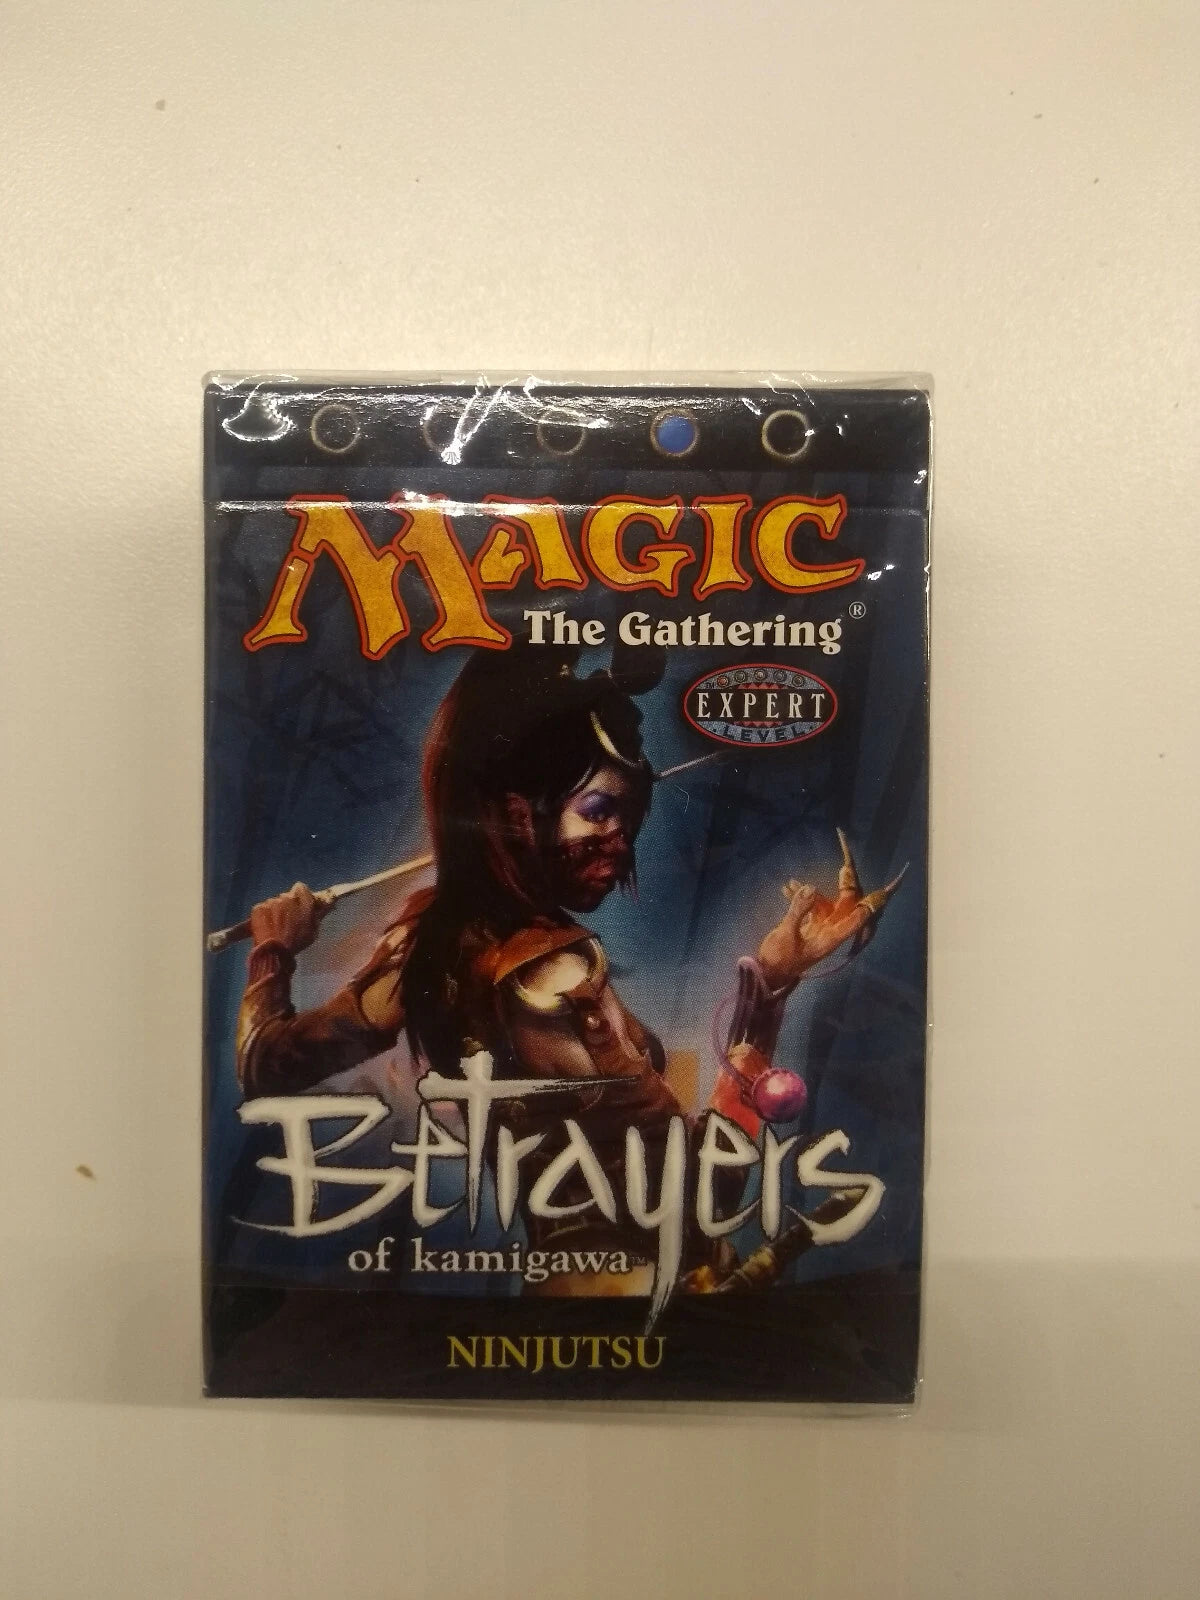 MAGIC
The Gathering®
EXPERT
LEVEL
Betrayers
of kamigawa™
NINJUTSU